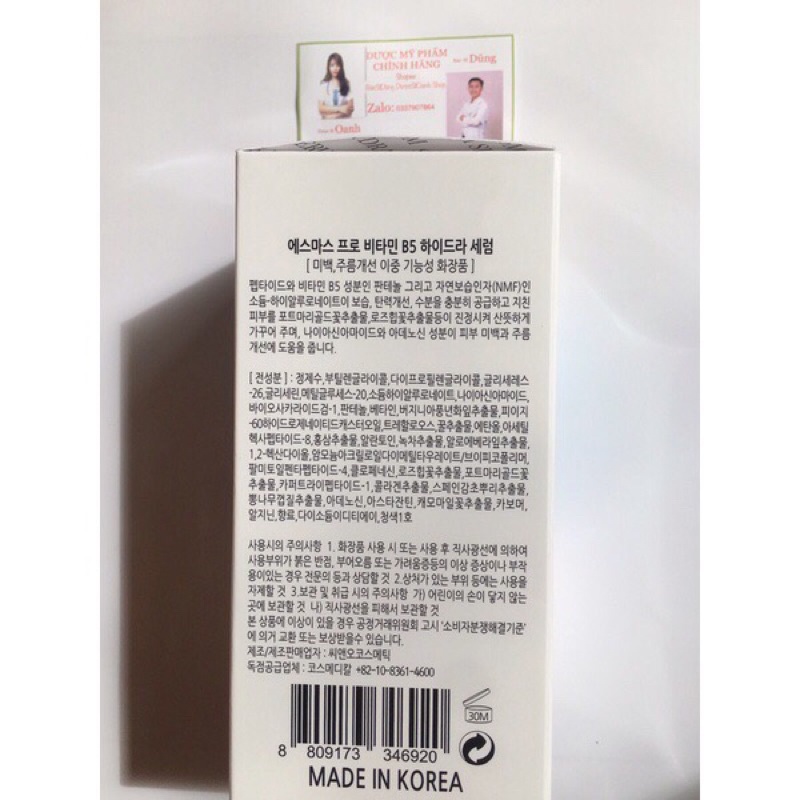 DƯỢC MỸ PHẨM
CHÍNH HÃNG
Shopee
Dũng
Zalo:
Oanh
에스마스 프로 비타민 B5 하이드라 세럼
[ 미백,주름개선 이중 기능성 화장품 ]
펩타이드와 비타민 B5 성분인 판테놀 그리고 자연보습인자(NMF)인
소듐-하이알루로네이트이 보습, 탄력개선, 수분을 충분히 공급하고 지친
피부를 포트마리골드꽃추출물,로즈힙꽃추출물등이 진정시켜 산뜻하게
가꾸어 주며, 나이아신아마이드와 아데노신 성분이 피부 미백과 주름
개선에 도움을 줍니다.
[ 전성분 ] : 정제수,부틸렌글라이콜,다이프로필렌글라이콜,글리세레스
-26,글리세린,메틸글루세스-20,소듐하이알루로네이트,나이아신아마이드,
바이오사카라이드검-1,판테놀,베타인,버지니아풍년화잎추출물,피이지
-60하이드로제네이티드캐스터오일,트레할로오스,꿀추출물,에탄올,아세틸
헥사펩타이드-8,홍삼추출물,알란토인,녹차추출물,알로에베라잎추출물,
1,2-헥산다이올,암모늄아크릴로일다이메틸타우레이트/브이피코폴리머,
팔미토일펜타펩타이드-4,클로페네신,로즈힙꽃추출물,포트마리골드꽃
추출물,카퍼트라이펩타이드-1,콜라겐추출물,스페인감초뿌리추출물,
뽕나무껍질추출물,아데노신,아스타잔틴,캐모마일꽃추출물,카보머,
알지닌,향료,다이소듐이디티에이,청색1호
사용시의 주의사항 1. 화장품 사용 시 또는 사용 후 직사광선에 의하여
사용부위가 붉은 반점, 부어오름 또는 가려움증등의 이상 증상이나 부작
용이있는 경우 전문의 등과 상담할 것 2.상처가 있는 부위 등에는 사용을
자제할 것 3.보관 및 취급 시의 주의사항 가) 어린이의 손이 닿지 않는
곳에 보관할 것 나) 직사광선을 피해서 보관할 것
본 상품에 이상이 있을 경우 공정거래위원회 고시 '소비자분쟁해결기준'
에 의거 교환 또는 보상받을수 있습니다.
제조/제조판매업자 : 씨앤오코스메틱
독점공급업체 : 코스메디칼 +82-10-8361-4600
30M
8 809173 346920
MADE IN KOREA